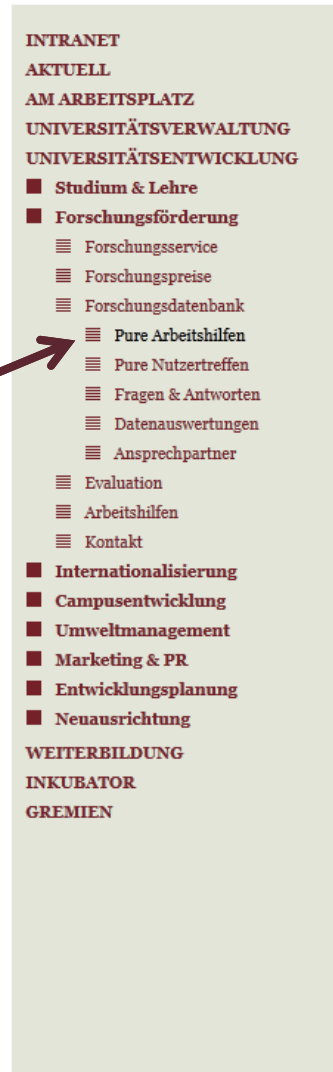 INTRANET
AKTUELL
AM ARBEITSPLATZ
UNIVERSITÄTSVERWALTUNG
UNIVERSITÄTSENTWICKLUNG
Studium & Lehre
Forschungsförderung
Forschungsservice
Forschungspreise
Forschungsdatenbank
Pure Arbeitshilfen
Pure Nutzertreffen
Fragen & Antworten
Datenauswertungen
Ansprechpartner
Evaluation
Arbeitshilfen
Kontakt
Internationalisierung
Campusentwicklung
Umweltmanagement
Marketing & PR
Entwicklungsplanung
Neuausrichtung
WEITERBILDUNG
INKUBATOR
GREMIEN